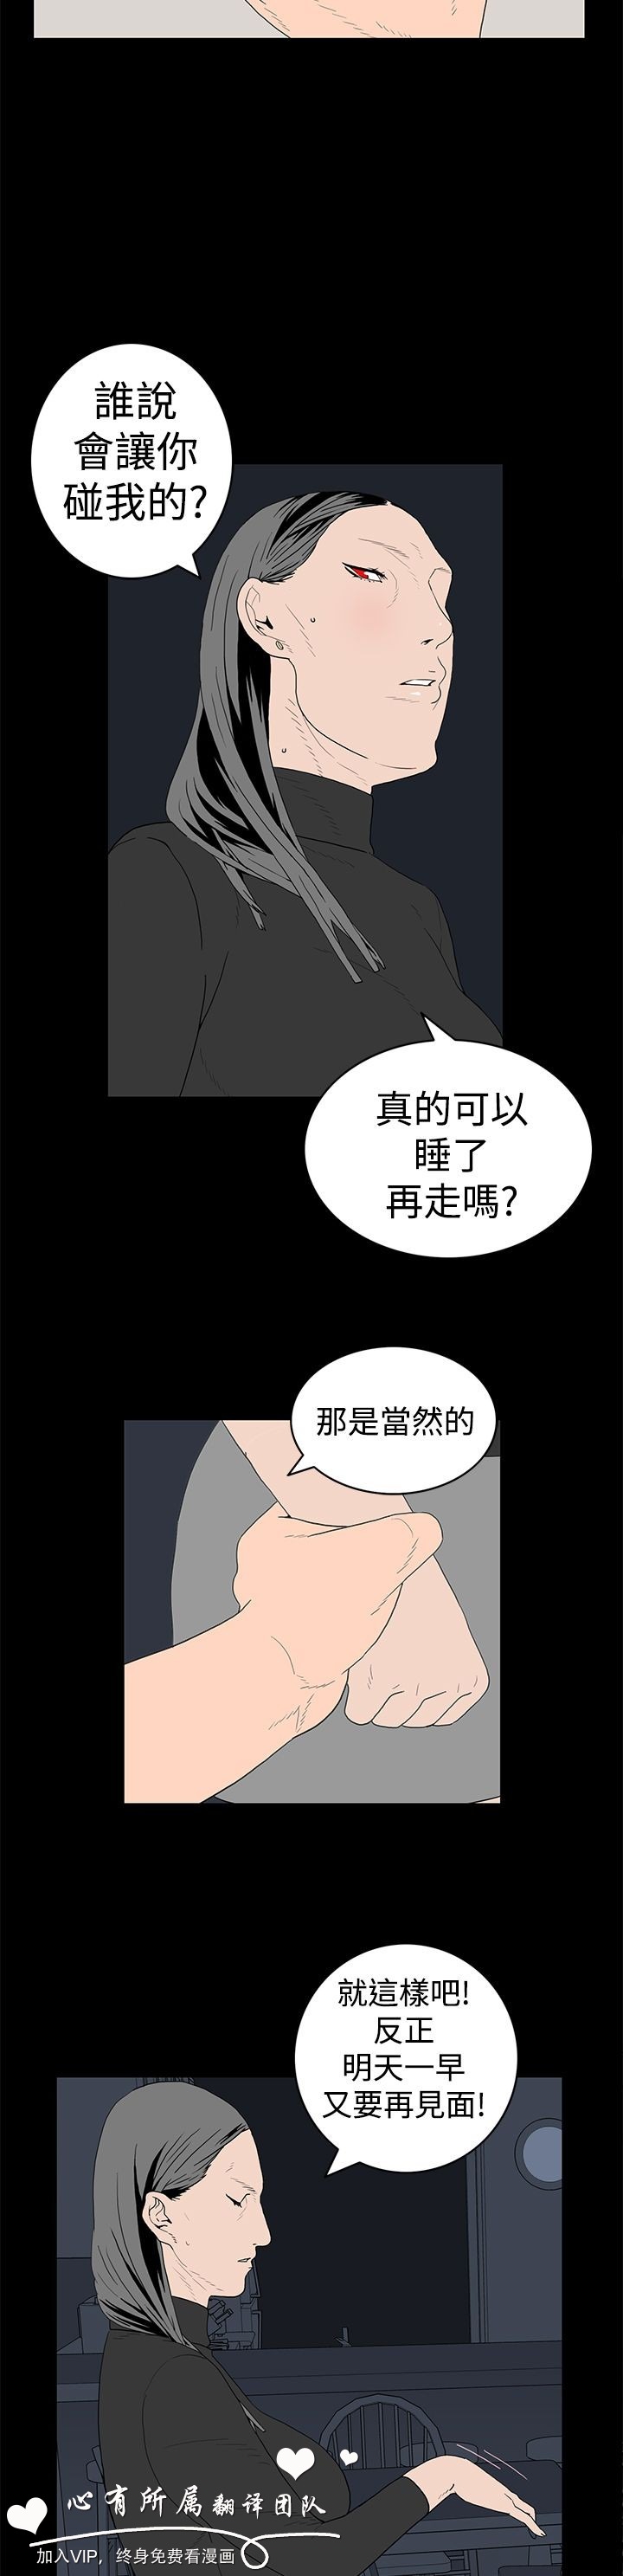 誰說
會讓你
碰我的?
真的可以
睡了
再走嗎?
那是當然的
就這樣吧!
反正
明天一早
又要再見面!
心有所属翻译团队
加入VIP，终身免费看漫画